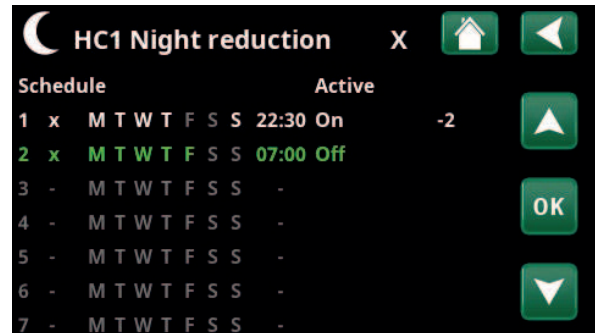 HC1 Night reduction X
Schedule Active
1 x M T W T F S S 22:30 On -2
2 x M T W T F S S 07:00 Off
3 - M T W T F S S -
4 - M T W T F S S -
OK
5 - M T W T F S S -
6 - M T W T F S S -
7 - M T W T F S S -